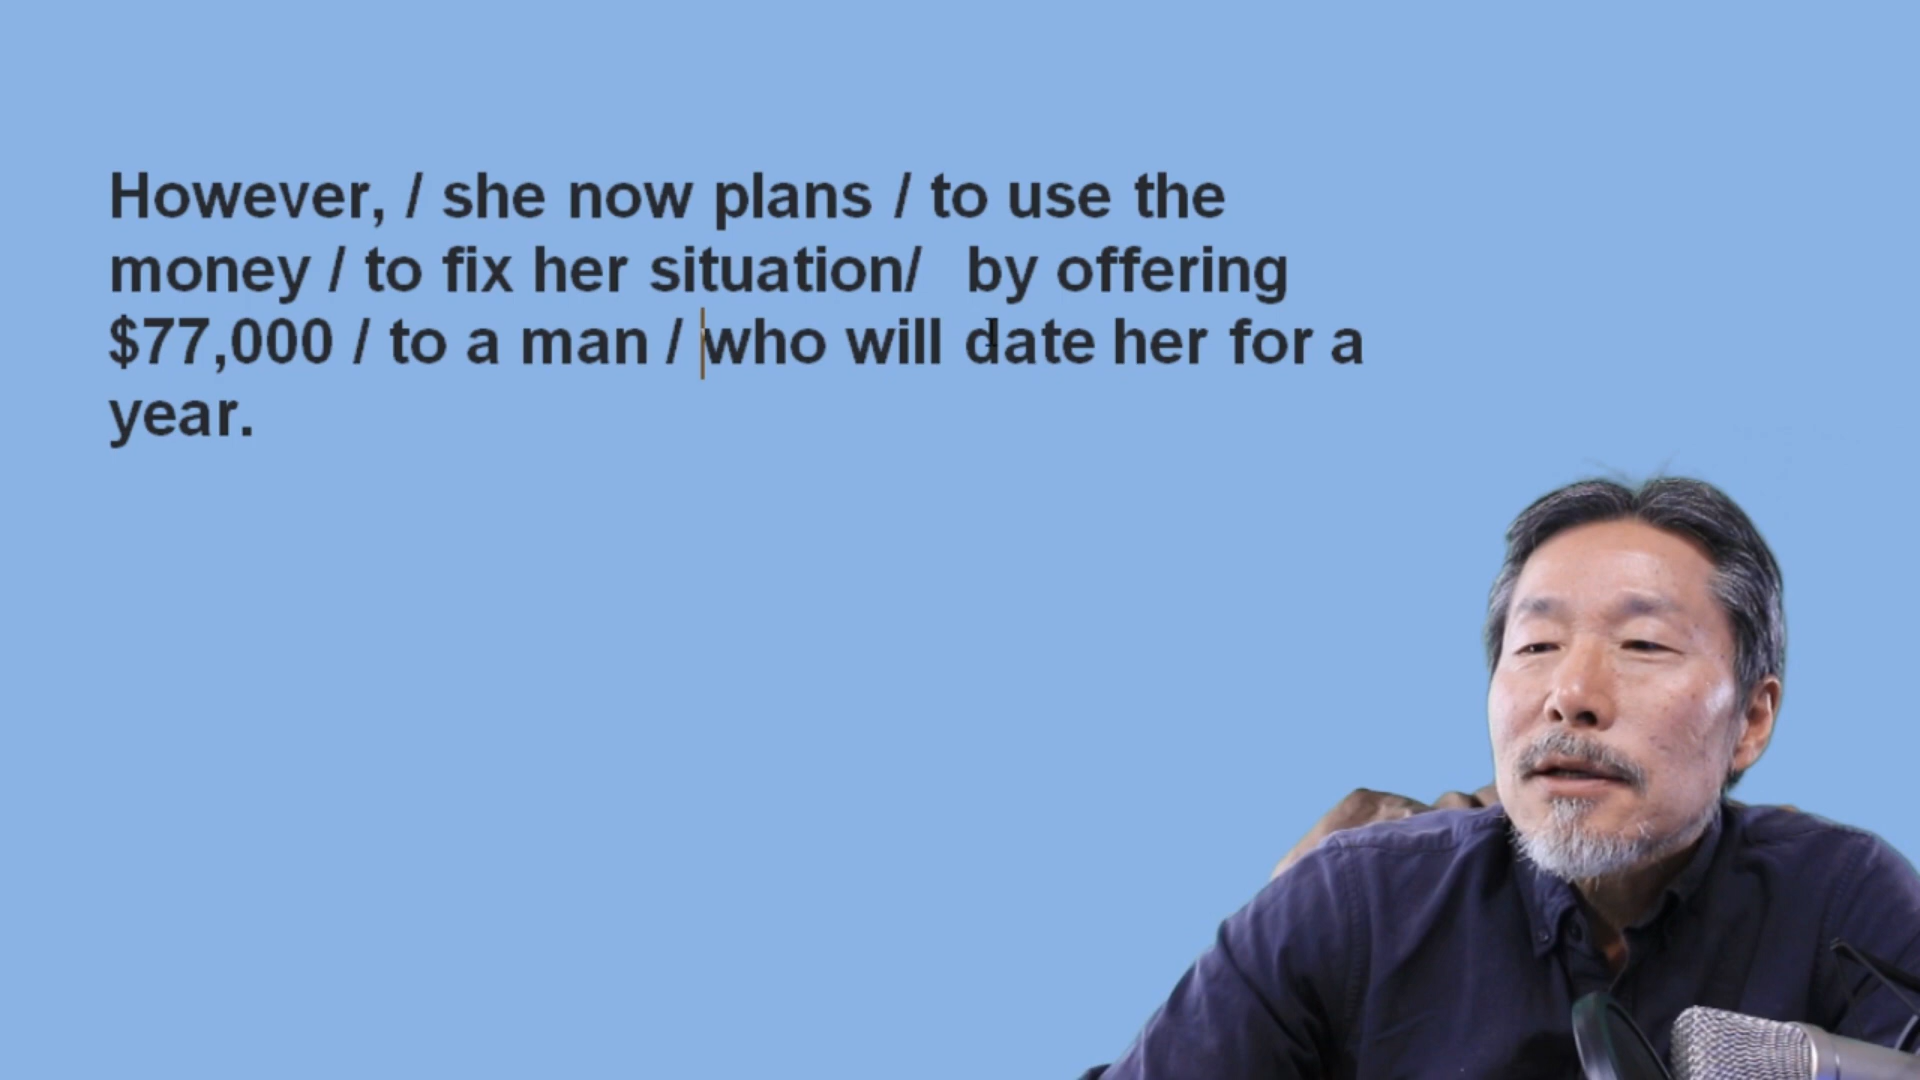 However, / she now plans / to use the
money / to fix her situation/ by offering
$77,000 / to a man / who will date her for a
year.